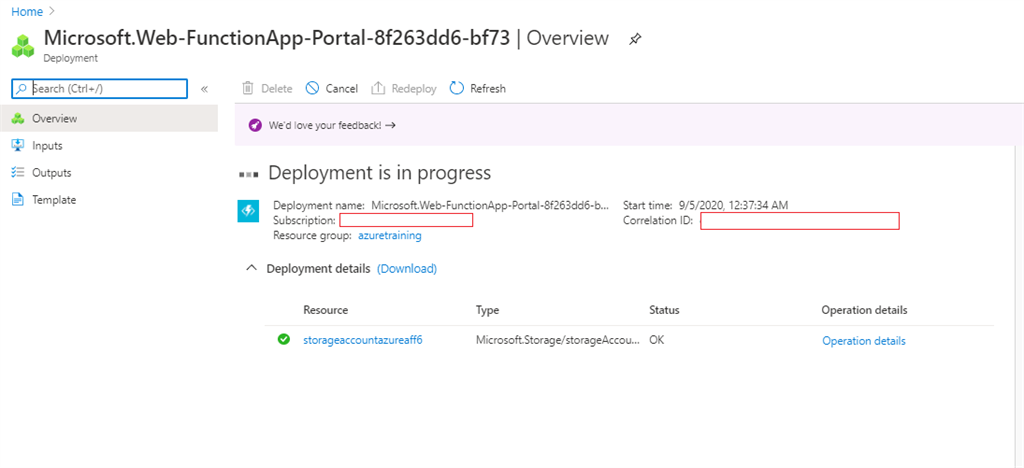 Home >
Microsoft.Web-FunctionApp-Portal-8f263dd6-bf73 | Overview
Deployment
Search (Ctrl+/) «
Delete Cancel Redeploy Refresh
Overview
Inputs
Outputs
Template
We'd love your feedback! →
Deployment is in progress
Deployment name: Microsoft.Web-FunctionApp-Portal-8f263dd6-b... Start time: 9/5/2020, 12:37:34 AM
Subscription: Correlation ID:
Resource group: azuretraining
Deployment details (Download)
Resource Type Status Operation details
storageaccountazureaff6 Microsoft.Storage/storageAccou... OK Operation details